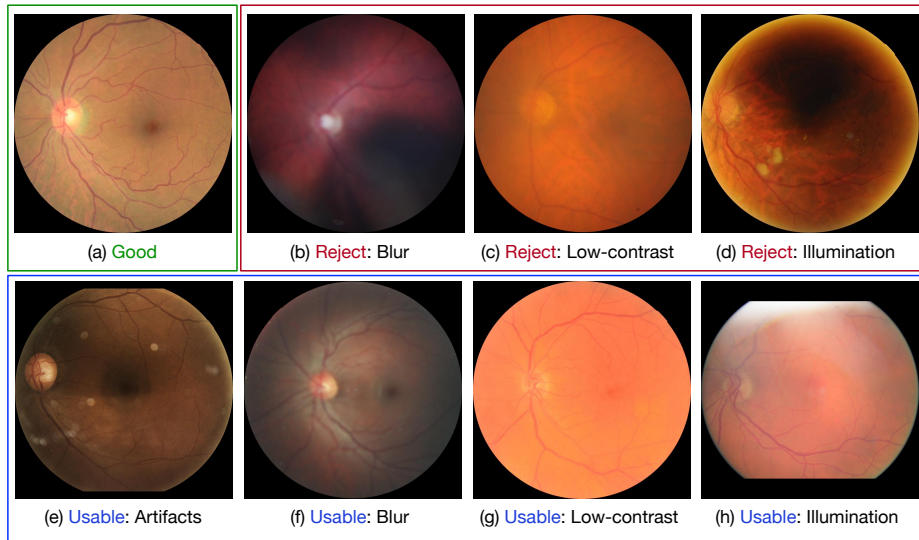 (a) Good
(b) Reject: Blur
(c) Reject: Low-contrast
(d) Reject: Illumination
(e) Usable: Artifacts
(f) Usable: Blur
(g) Usable: Low-contrast
(h) Usable: Illumination